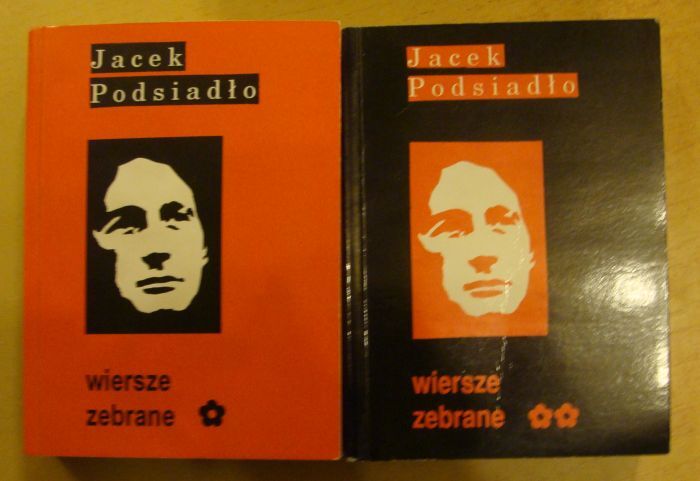 Jacek
Podsiadło
wiersze
zebrane
Jacek
Podsiadło
wiersze
zebrane